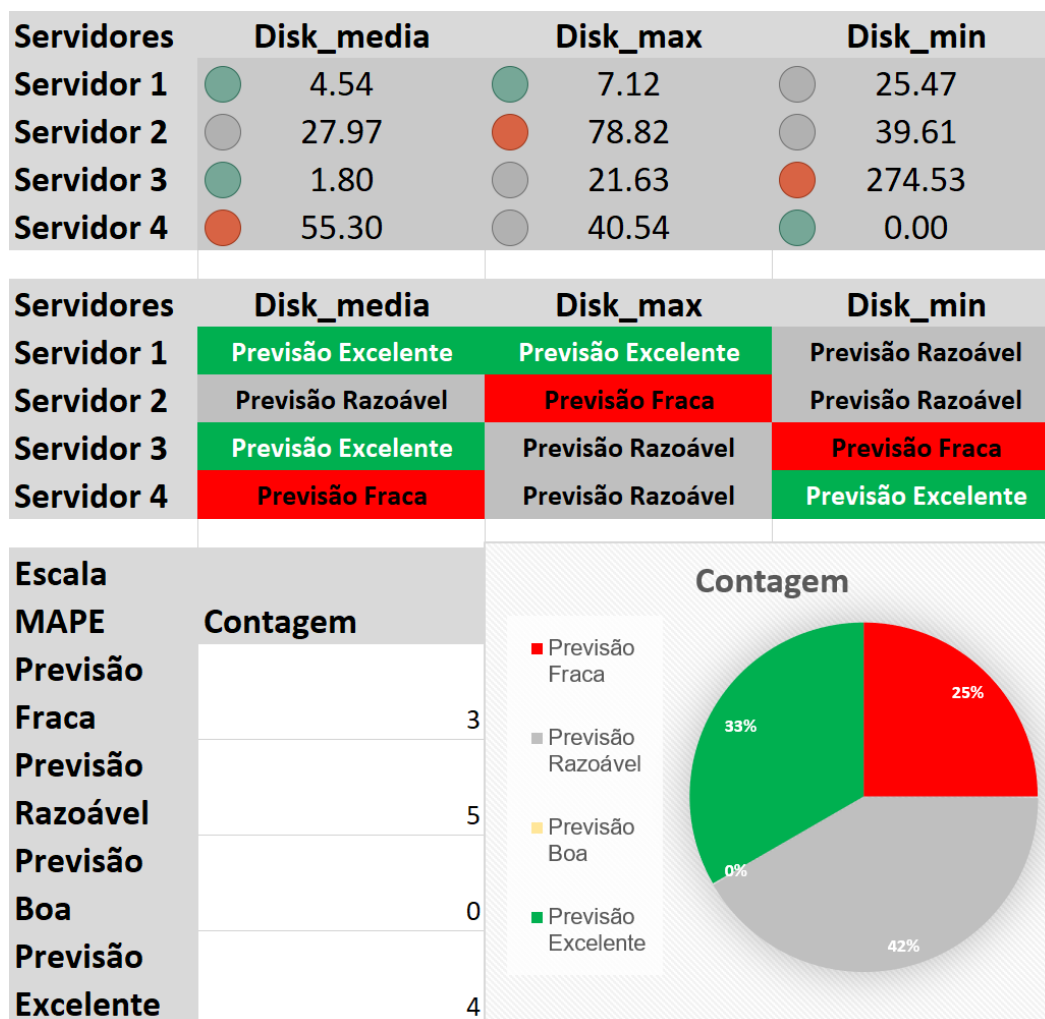 Servidores Disk_media Disk_max Disk_min
Servidor 1 4.54 7.12 25.47
Servidor 2 27.97 78.82 39.61
Servidor 3 1.80 21.63 274.53
Servidor 4 55.30 40.54 0.00
Servidores Disk_media Disk_max Disk_min
Servidor 1 Previsão Excelente Previsão Excelente Previsão Razoável
Servidor 2 Previsão Razoável Previsão Fraca Previsão Razoável
Servidor 3 Previsão Excelente Previsão Razoável Previsão Fraca
Servidor 4 Previsão Fraca Previsão Razoável Previsão Excelente
Escala
MAPE Contagem
Previsão
Fraca 3
Previsão
Razoável 5
Previsão
Boa 0
Previsão
Excelente 4
Contagem
Previsão
Fraca
Previsão
Razoável
Previsão
Boa
Previsão
Excelente
25%
33%
0%
42%